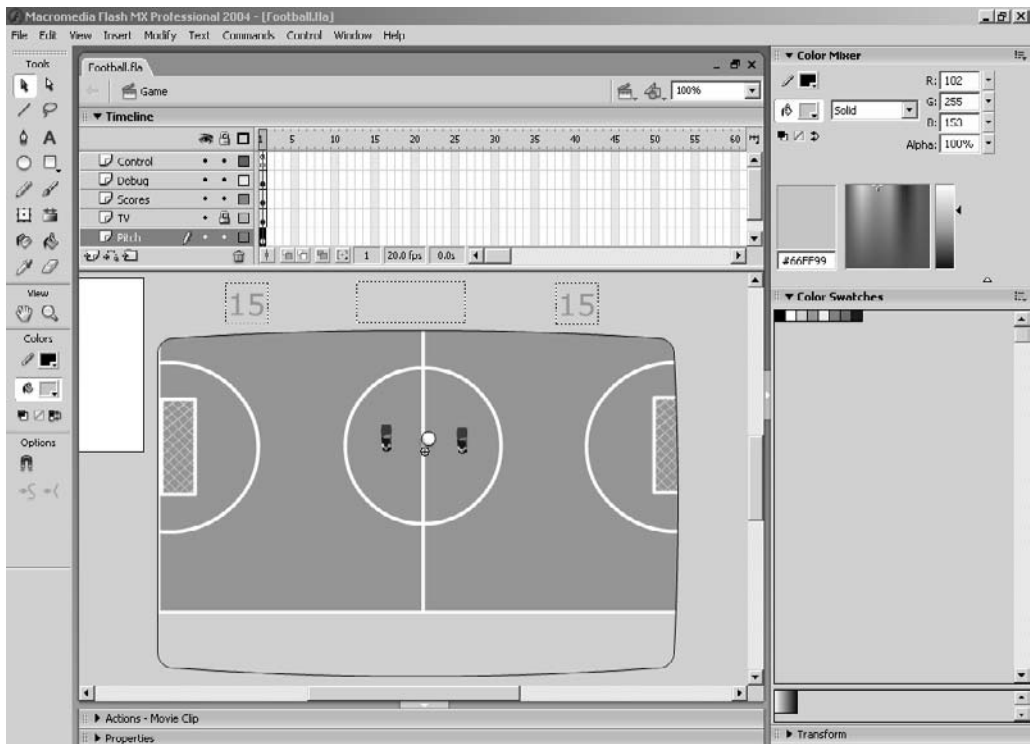 Macromedia Flash MX Professional 2004 - [Football.fla]
File Edit View Insert Modify Text Commands Control Window Help
Tools
View
Colors
Options
Football.fla
Game
100%
Timeline
1 5 10 15 20 25 30 35 40 45 50 55 60
Control
Debug
Scores
TV
Pitch
1 20.0 fps 0.0s
15 15
Actions - Movie Clip
Properties
Color Mixer
R: 102
Solid
G: 255
B: 153
Alpha: 100%
#66FF99
Color Swatches
Transform